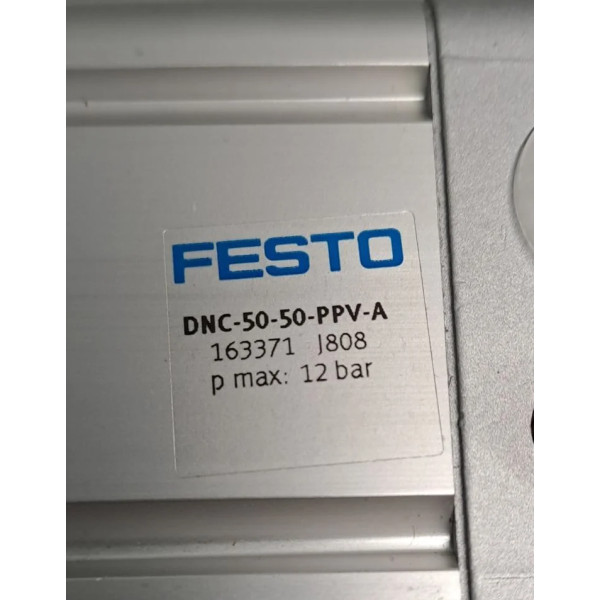 FESTO
DNC-50-50-PPV-A
163371 J808
p max: 12 bar